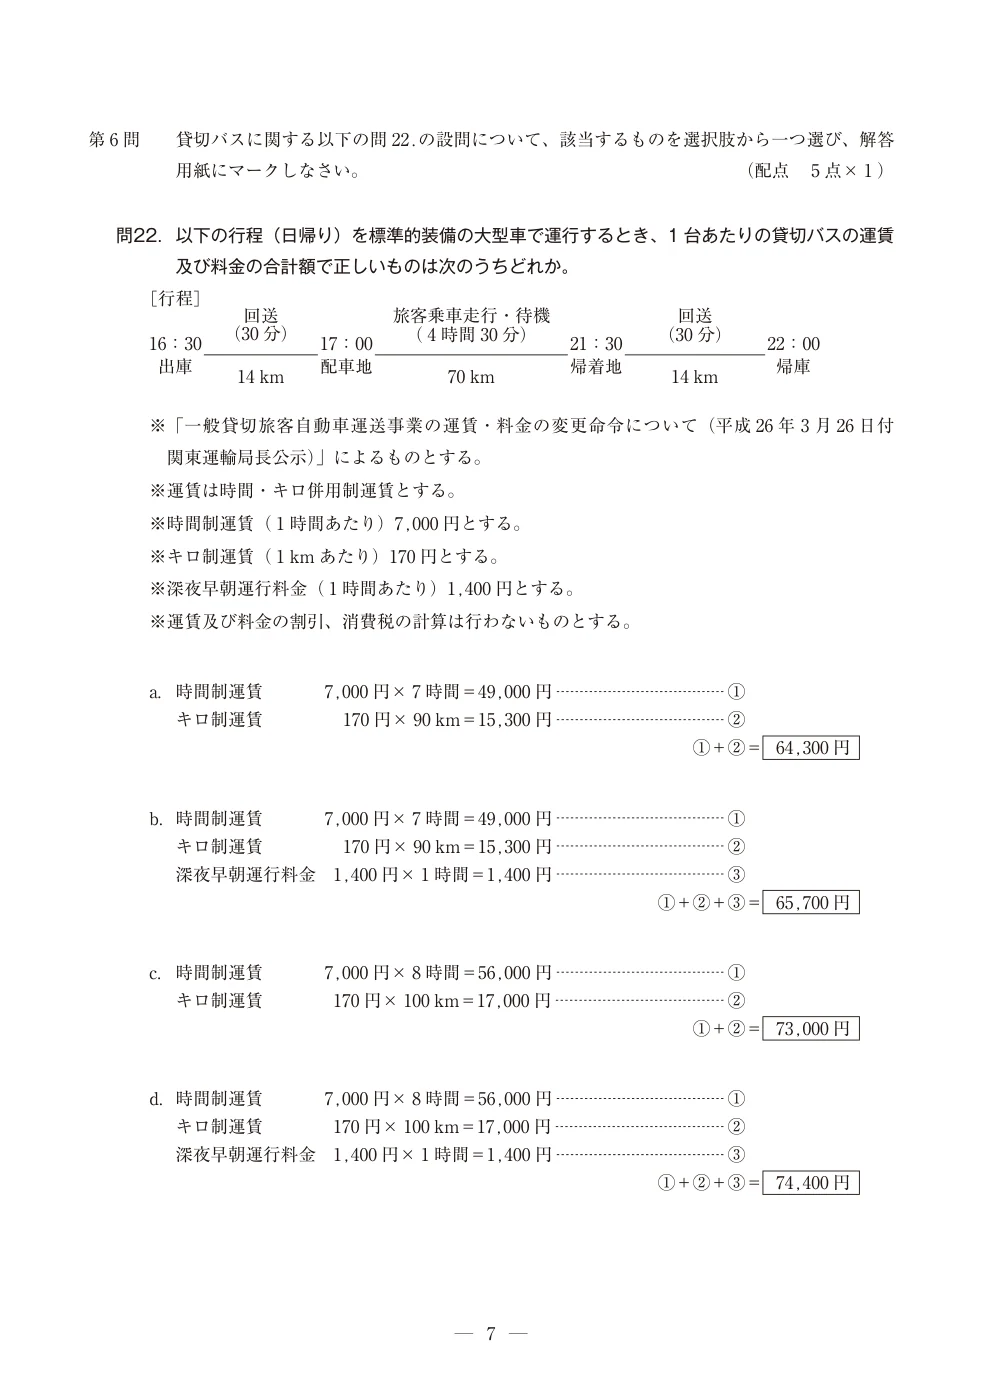 第6問　貸切バスに関する以下の問22.の設問について、該当するものを選択肢から一つ選び、解答
用紙にマークしなさい。　（配点　5点×1）
問22. 以下の行程（日帰り）を標準的装備の大型車で運行するとき、1台あたりの貸切バスの運賃
及び料金の合計額で正しいものは次のうちどれか。
［行程］
回送　旅客乗車走行・待機　回送
（30分）　（4時間30分）　（30分）
16：30　17：00　21：30　22：00
出庫　配車地　帰着地　帰庫
14 km　70 km　14 km
※「一般貸切旅客自動車運送事業の運賃・料金の変更命令について（平成26年3月26日付
関東運輸局長公示）」によるものとする。
※運賃は時間・キロ併用制運賃とする。
※時間制運賃（1時間あたり）7,000円とする。
※キロ制運賃（1kmあたり）170円とする。
※深夜早朝運行料金（1時間あたり）1,400円とする。
※運賃及び料金の割引、消費税の計算は行わないものとする。
a. 時間制運賃　7,000円×7時間＝49,000円 ------------------------------- ①
キロ制運賃　170円×90 km＝15,300円 ------------------------------- ②
①＋②＝ 64,300円
b. 時間制運賃　7,000円×7時間＝49,000円 ------------------------------- ①
キロ制運賃　170円×90 km＝15,300円 ------------------------------- ②
深夜早朝運行料金　1,400円×1時間＝1,400円 ------------------------------- ③
①＋②＋③＝ 65,700円
c. 時間制運賃　7,000円×8時間＝56,000円 ------------------------------- ①
キロ制運賃　170円×100 km＝17,000円 ------------------------------- ②
①＋②＝ 73,000円
d. 時間制運賃　7,000円×8時間＝56,000円 ------------------------------- ①
キロ制運賃　170円×100 km＝17,000円 ------------------------------- ②
深夜早朝運行料金　1,400円×1時間＝1,400円 ------------------------------- ③
①＋②＋③＝ 74,400円
— 7 —